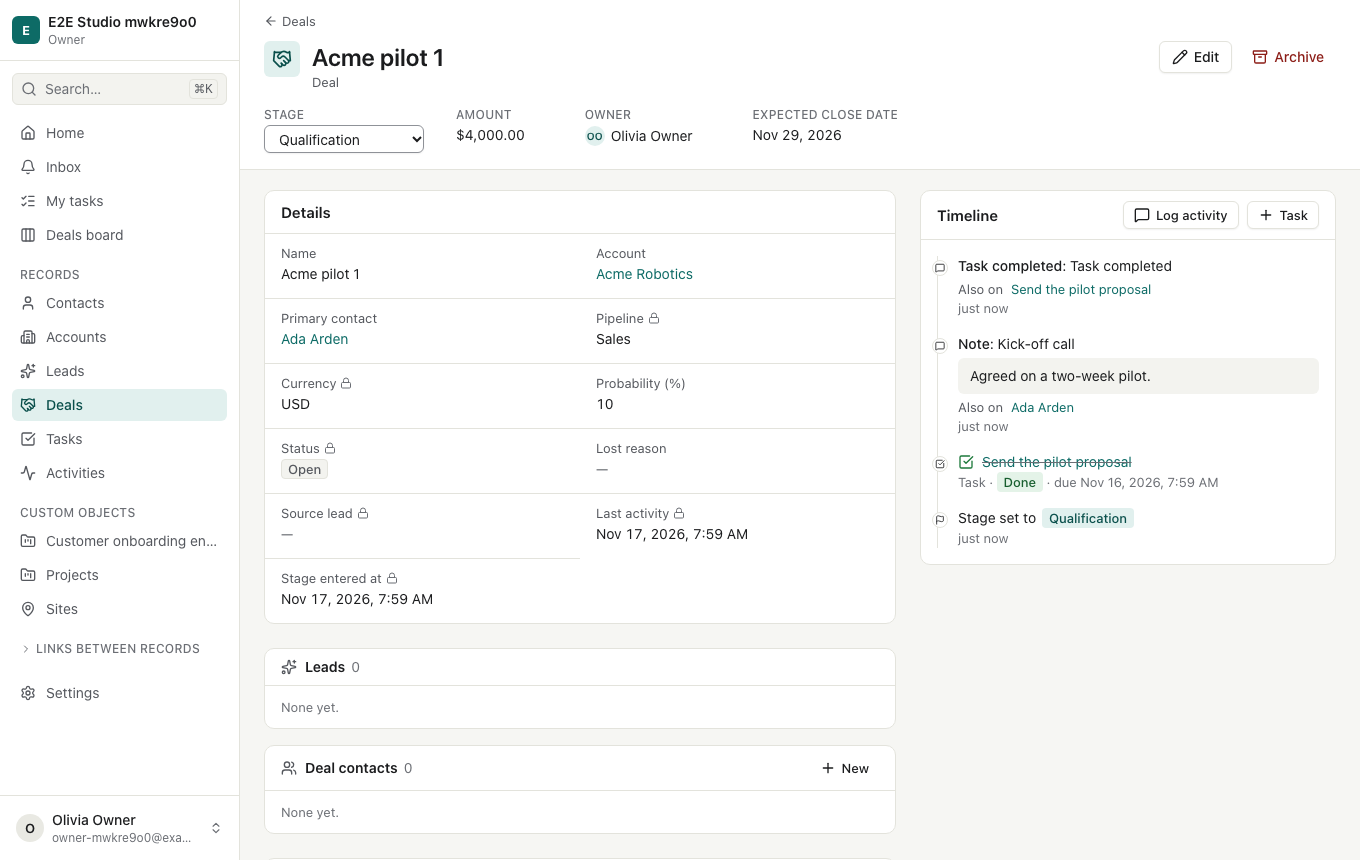 E
E2E Studio mwkre9o0
Owner
Search...
⌘K
Home
Inbox
My tasks
Deals board
RECORDS
Contacts
Accounts
Leads
Deals
Tasks
Activities
CUSTOM OBJECTS
Customer onboarding en...
Projects
Sites
LINKS BETWEEN RECORDS
Settings
O
Olivia Owner
owner-mwkre9o0@exa...
Deals
Acme pilot 1
Deal
Edit
Archive
STAGE
Qualification
AMOUNT
$4,000.00
OWNER
OO Olivia Owner
EXPECTED CLOSE DATE
Nov 29, 2026
Details
Name
Acme pilot 1
Account
Acme Robotics
Primary contact
Ada Arden
Pipeline
Sales
Currency
USD
Probability (%)
10
Status
Open
Lost reason
—
Source lead
—
Last activity
Nov 17, 2026, 7:59 AM
Stage entered at
Nov 17, 2026, 7:59 AM
Leads 0
None yet.
Deal contacts 0
New
None yet.
Timeline
Log activity
Task
Task completed: Task completed
Also on Send the pilot proposal
just now
Note: Kick-off call
Agreed on a two-week pilot.
Also on Ada Arden
just now
Send the pilot proposal
Task · Done · due Nov 16, 2026, 7:59 AM
Stage set to Qualification
just now